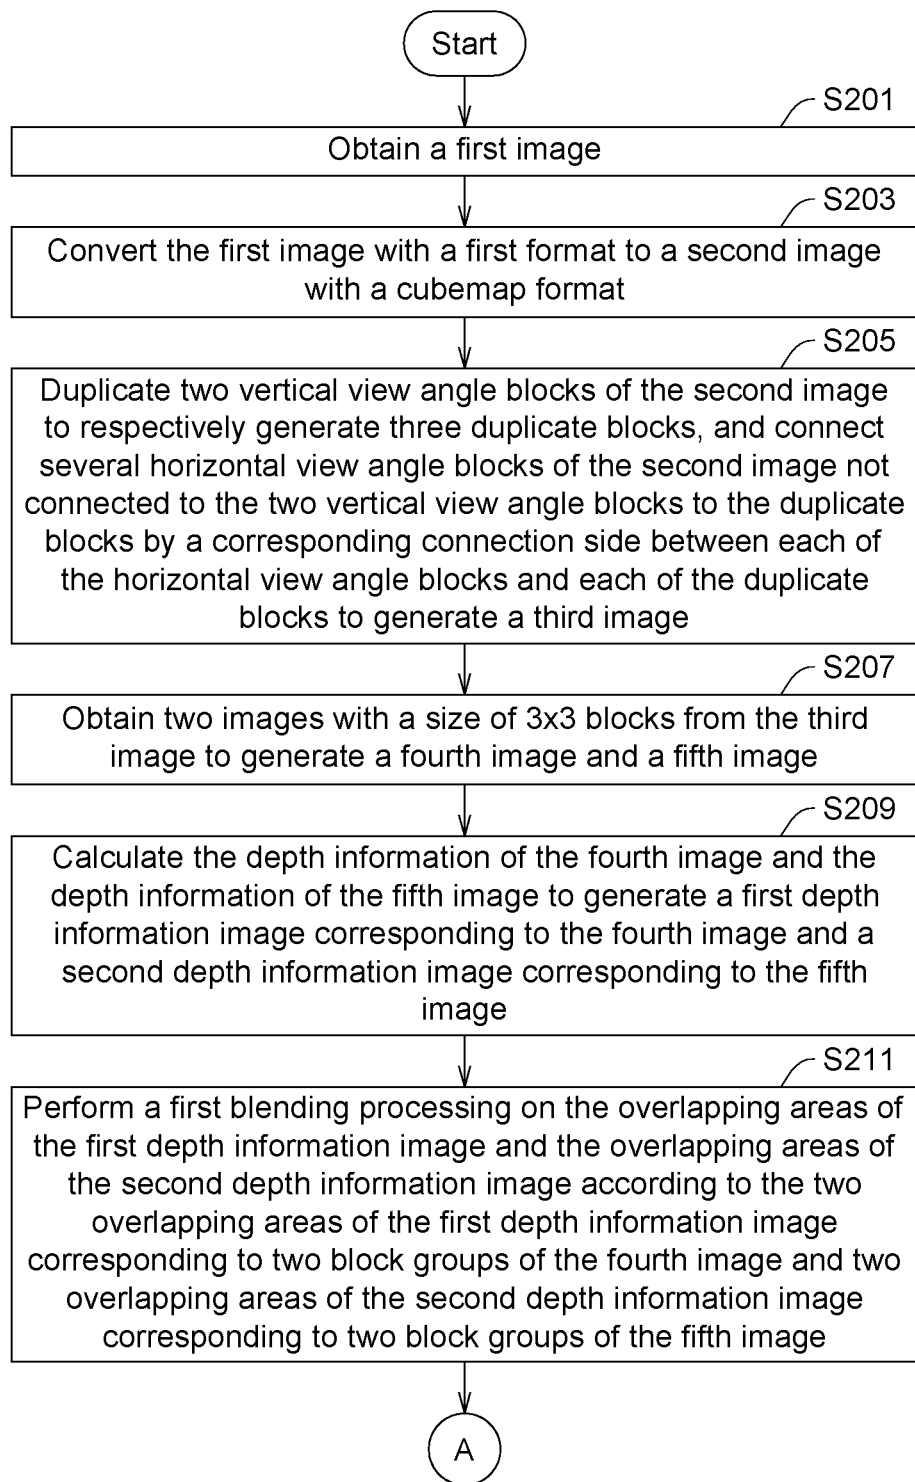 Start
S201
Obtain a first image
S203
Convert the first image with a first format to a second image
with a cubemap format
S205
Duplicate two vertical view angle blocks of the second image
to respectively generate three duplicate blocks, and connect
several horizontal view angle blocks of the second image not
connected to the two vertical view angle blocks to the duplicate
blocks by a corresponding connection side between each of
the horizontal view angle blocks and each of the duplicate
blocks to generate a third image
S207
Obtain two images with a size of 3x3 blocks from the third
image to generate a fourth image and a fifth image
S209
Calculate the depth information of the fourth image and the
depth information of the fifth image to generate a first depth
information image corresponding to the fourth image and a
second depth information image corresponding to the fifth
image
S211
Perform a first blending processing on the overlapping areas of
the first depth information image and the overlapping areas of
the second depth information image according to the two
overlapping areas of the first depth information image
corresponding to two block groups of the fourth image and two
overlapping areas of the second depth information image
corresponding to two block groups of the fifth image
A